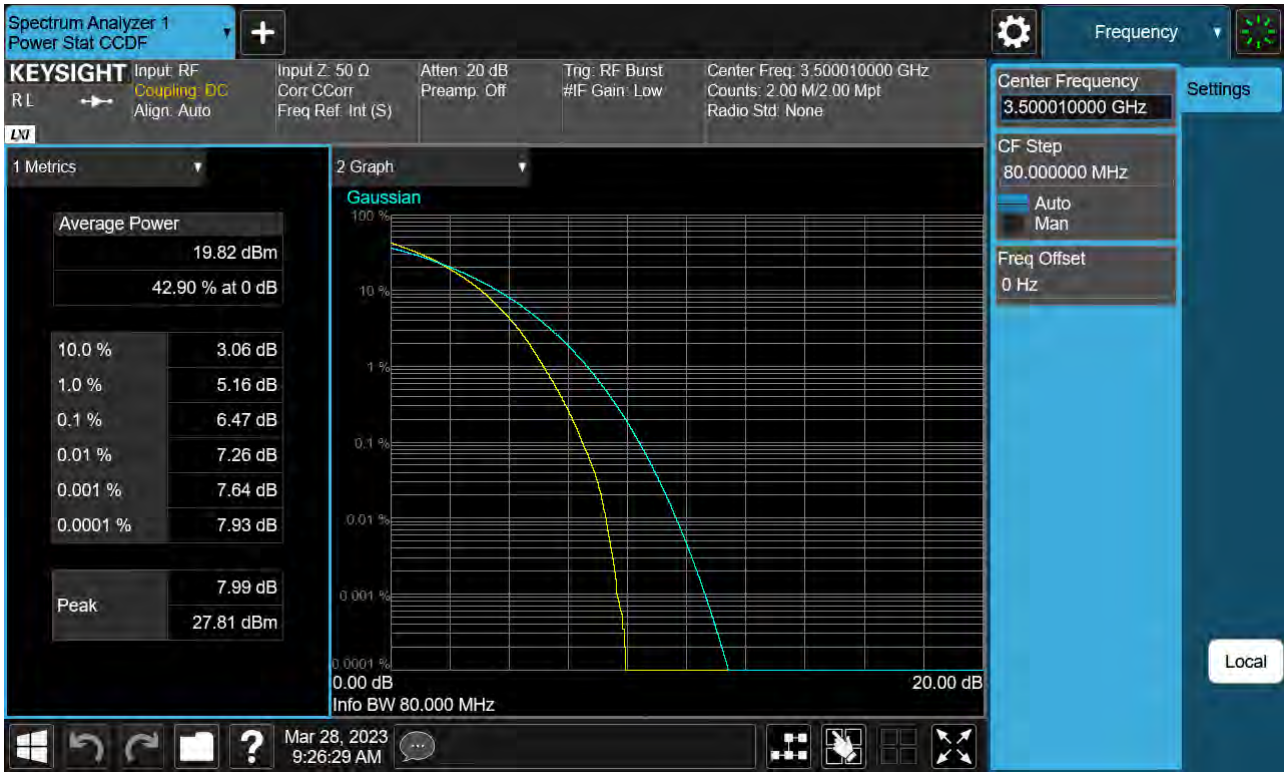 Spectrum Analyzer 1
Power Stat CCDF
+
Frequency
KEYSIGHT
RL
LXI
Input: RF
Coupling: DC
Align: Auto
Input Z: 50 Ω
Corr CCorr
Freq Ref: Int (S)
Atten: 20 dB
Preamp: Off
Trig: RF Burst
#IF Gain: Low
Center Freq: 3.500010000 GHz
Counts: 2.00 M/2.00 Mpt
Radio Std: None
Center Frequency
3.500010000 GHz
Settings
CF Step
80.000000 MHz
Auto
Man
Freq Offset
0 Hz
1 Metrics
Average Power
19.82 dBm
42.90 % at 0 dB
10.0 % 3.06 dB
1.0 % 5.16 dB
0.1 % 6.47 dB
0.01 % 7.26 dB
0.001 % 7.64 dB
0.0001 % 7.93 dB
Peak
7.99 dB
27.81 dBm
2 Graph
Gaussian
100 %
10 %
1 %
0.1 %
0.01 %
0.001 %
0.0001 %
0.00 dB 20.00 dB
Info BW 80.000 MHz
Local
?
Mar 28, 2023
9:26:29 AM